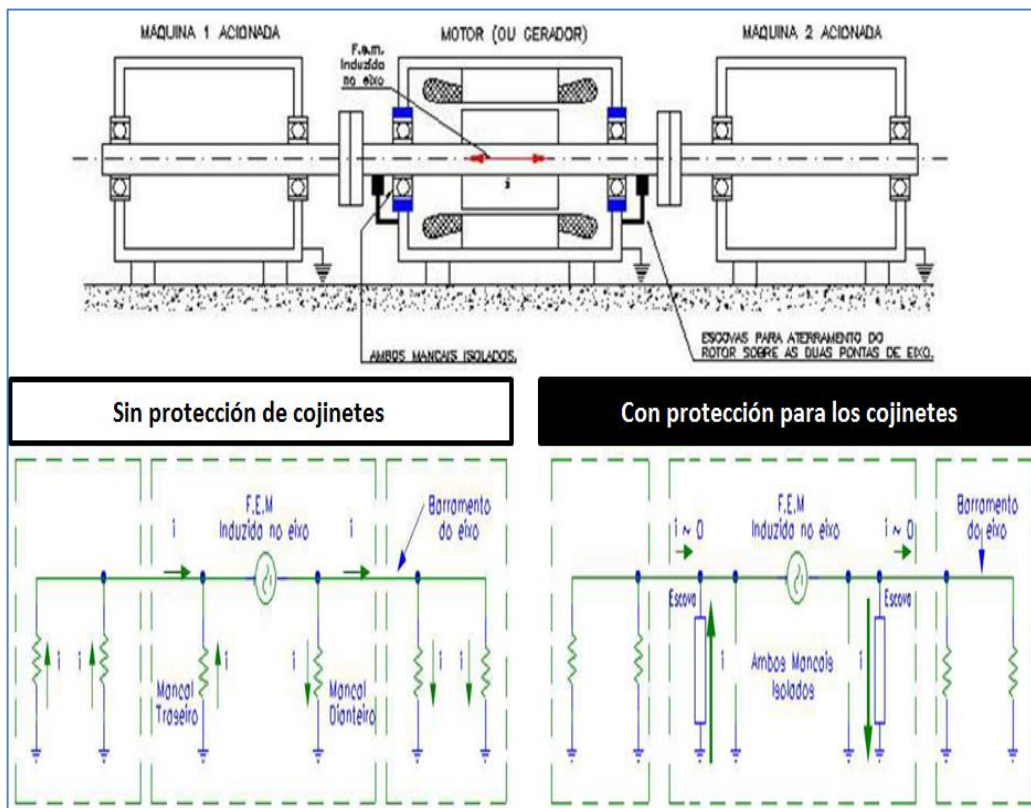 MÁQUINA 1 ACIONADA
MOTOR (OU GERADOR)
MÁQUINA 2 ACIONADA
F.e.m.
Induzida
no eixo
i
AMBOS MANCAIS ISOLADOS.
ESCOVAS PARA ATERRAMENTO DO
ROTOR SOBRE AS DUAS PONTAS DE EIXO.
Sin protección de cojinetes
Con protección para los cojinetes
F.E.M
Induzida no eixo
i
i
Barramento
do eixo
i
i
i
i
i
i
Mancal
Traseiro
Mancal
Dianteiro
F.E.M
Induzida no eixo
i ~ 0
i ~ 0
Barramento
do eixo
Escova
Escova
i
i
Ambos Mancais
Isolados